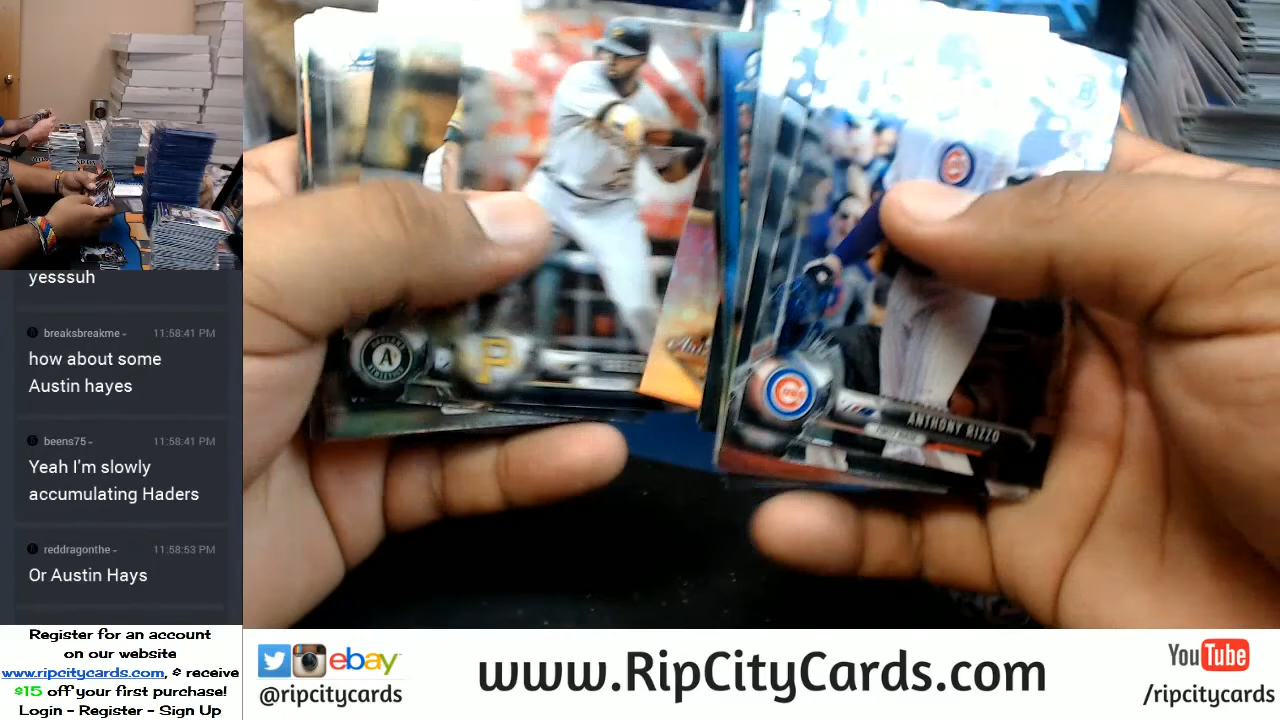 yesssuh
breaksbreakme - 11:58:41 PM
how about some
Austin hayes
beens75 - 11:58:41 PM
Yeah I'm slowly
accumulating Haders
reddragonthe - 11:58:53 PM
Or Austin Hays
Register for an account
on our website
www.ripcitycards.com, & receive
$15 off your first purchase!
Login - Register - Sign Up
ebay
@ripcitycards
www.RipCityCards.com
YouTube
/ripcitycards
ANTHONY RIZZO
A's
P
CUBS